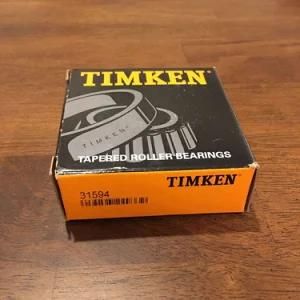 TIMKEN
TIMKEN
TAPERED ROLLER BEARINGS
31594
TIMKEN